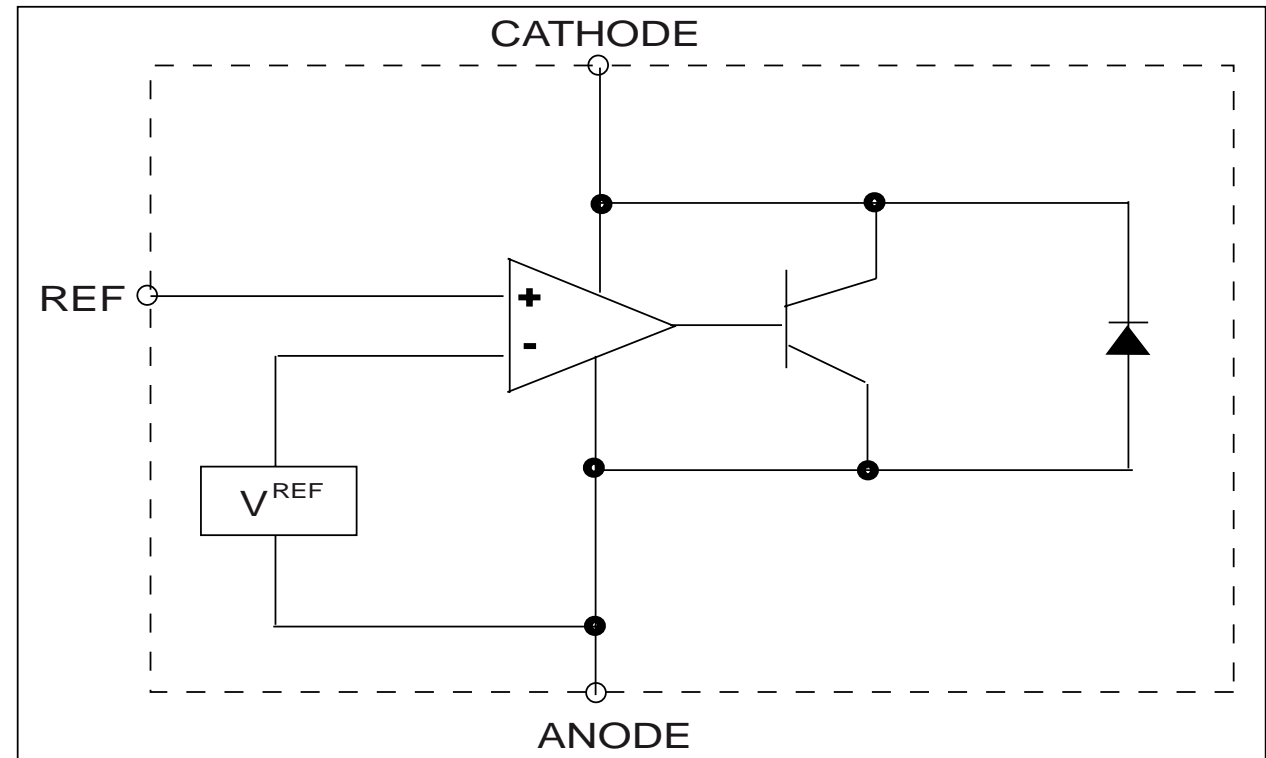 CATHODE
REF
+
-
V REF
ANODE